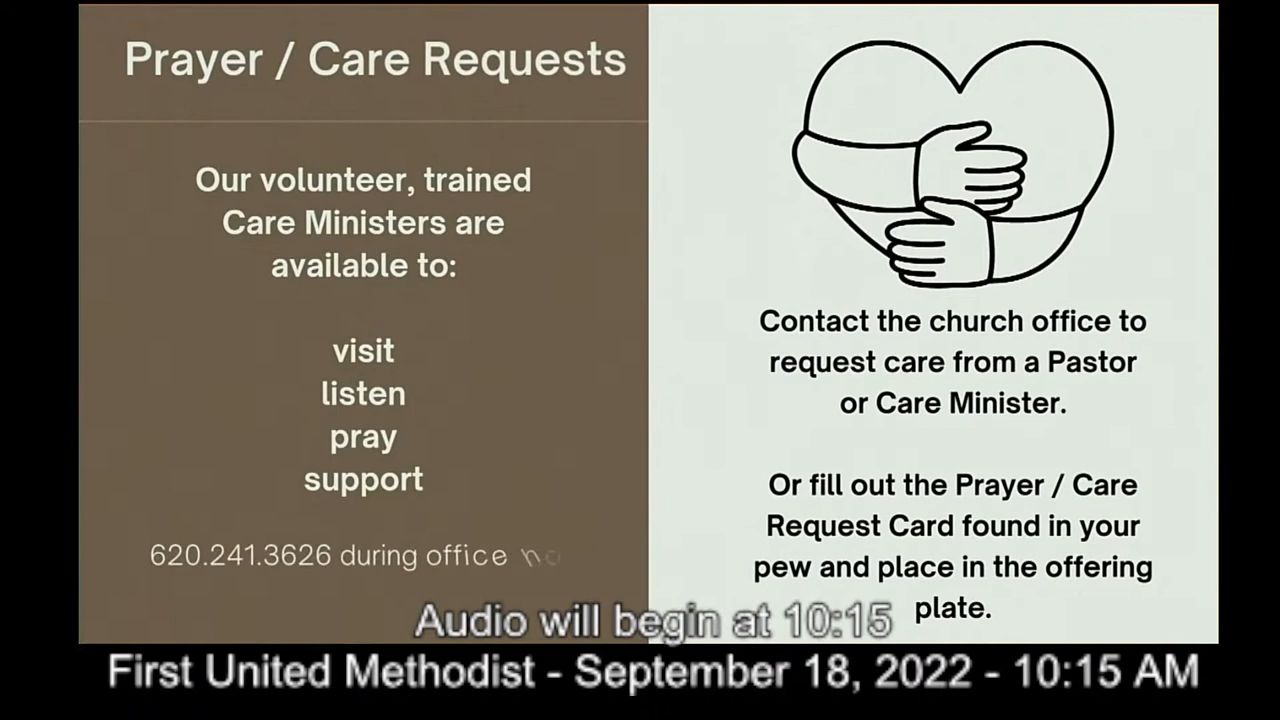 Prayer / Care Requests
Our volunteer, trained
Care Ministers are
available to:
visit
listen
pray
support
620.241.3626 during office
Contact the church office to
request care from a Pastor
or Care Minister.
Or fill out the Prayer / Care
Request Card found in your
pew and place in the offering
plate.
Audio will begin at 10:15
First United Methodist - September 18, 2022 - 10:15 AM